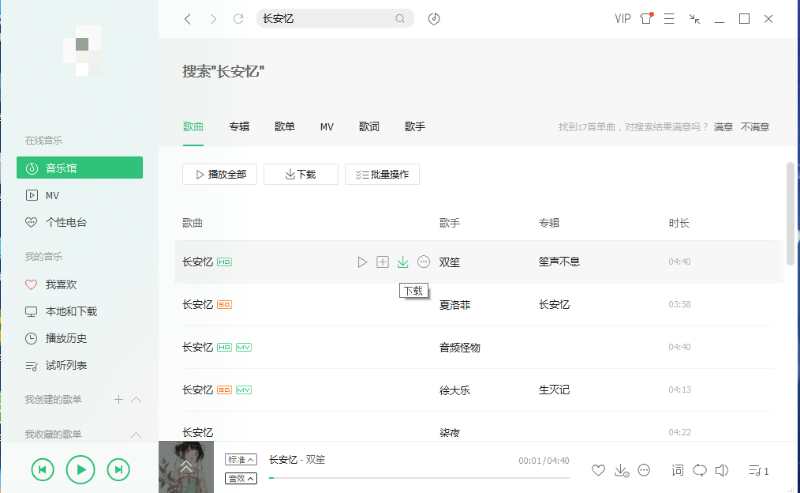 长安忆
VIP
搜索"长安忆"
歌曲 专辑 歌单 MV 歌词 歌手
找到17首单曲，对搜索结果满意吗？ 满意 不满意
在线音乐
音乐馆
MV
个性电台
我的音乐
我喜欢
本地和下载
播放历史
试听列表
我创建的歌单
我收藏的歌单
播放全部 下载 批量操作
歌曲 歌手 专辑 时长
长安忆 HQ 双笙 笙声不息 04:40
下载
长安忆 SQ 夏洛菲 长安忆 03:58
长安忆 HQ MV 音频怪物 04:40
长安忆 SQ MV 徐大乐 生灭记 04:13
长安忆 柒夜 04:22
标准 长安忆 - 双笙 00:01/04:40
音效
词 1